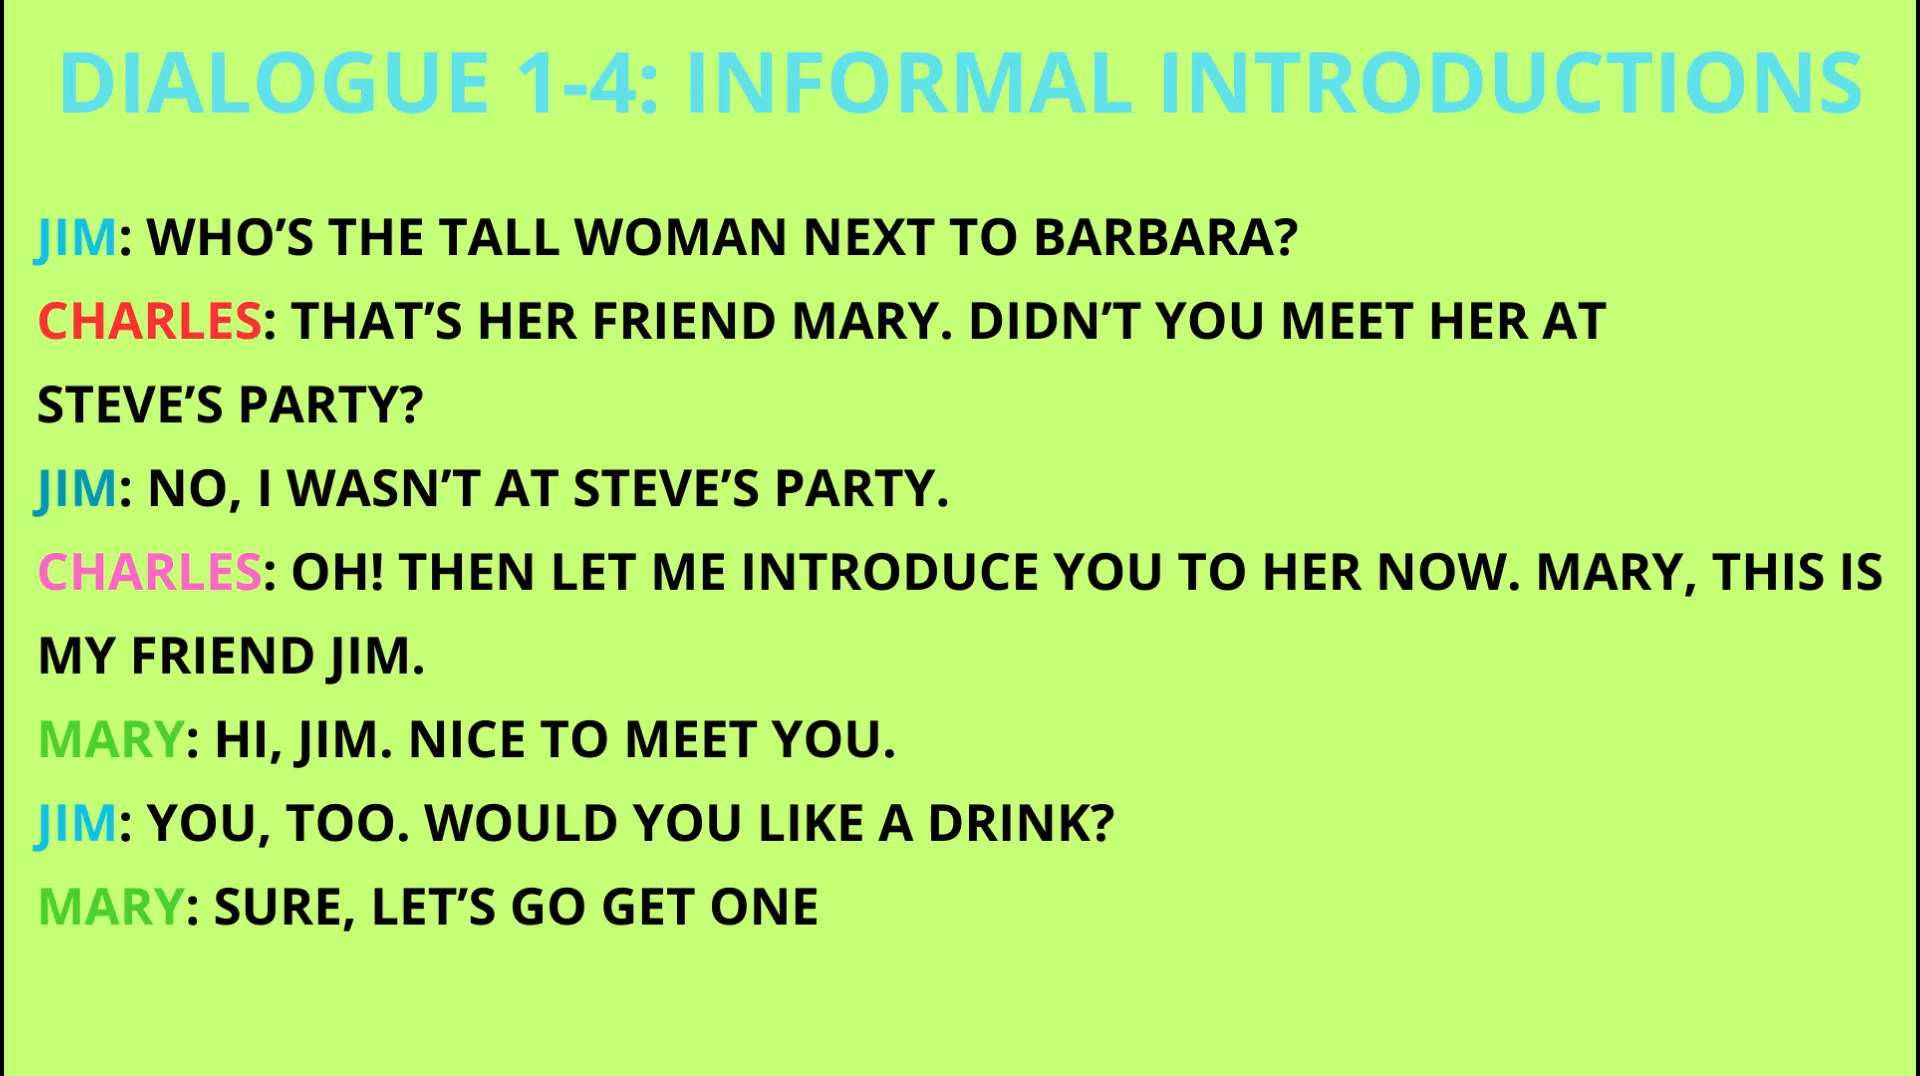 DIALOGUE 1-4: INFORMAL INTRODUCTIONS
JIM: WHO’S THE TALL WOMAN NEXT TO BARBARA?
CHARLES: THAT’S HER FRIEND MARY. DIDN’T YOU MEET HER AT
STEVE’S PARTY?
JIM: NO, I WASN’T AT STEVE’S PARTY.
CHARLES: OH! THEN LET ME INTRODUCE YOU TO HER NOW. MARY, THIS IS
MY FRIEND JIM.
MARY: HI, JIM. NICE TO MEET YOU.
JIM: YOU, TOO. WOULD YOU LIKE A DRINK?
MARY: SURE, LET’S GO GET ONE